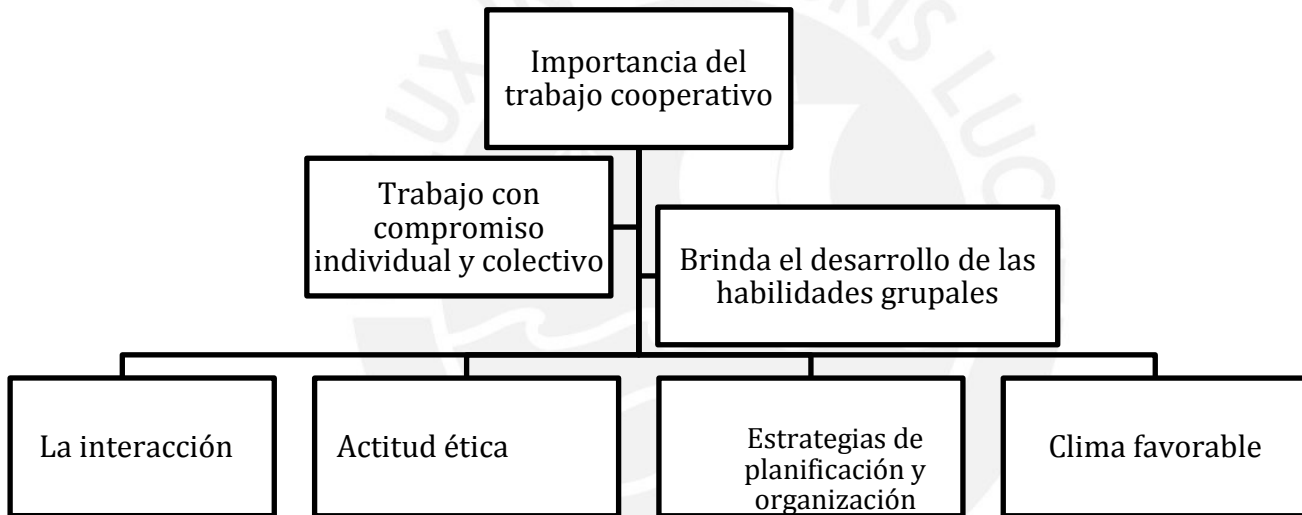 Importancia del
trabajo cooperativo
Trabajo con
compromiso
individual y colectivo
Brinda el desarrollo de las
habilidades grupales
La interacción
Actitud ética
Estrategias de
planificación y
organización
Clima favorable